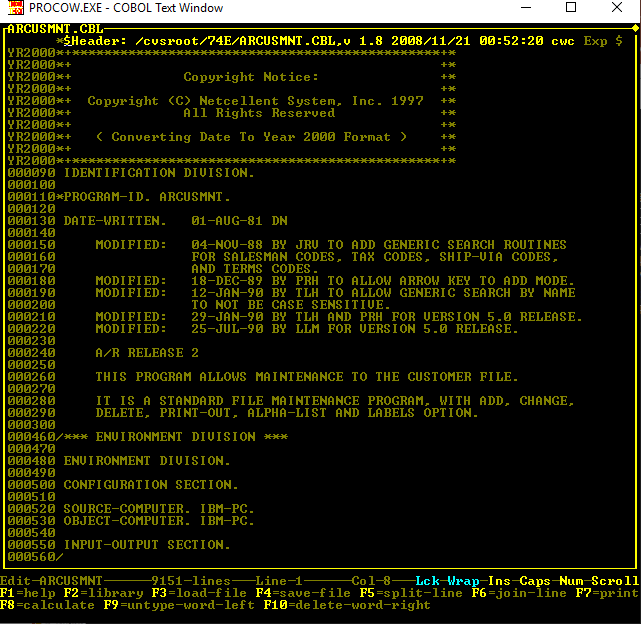 PROCOW.EXE - COBOL Text Window
ARCUSMNT.CBL
*$Header: /cvsroot/74E/ARCUSMNT.CBL,v 1.8 2008/11/21 00:52:20 cwc Exp $
YR2000*++++++++++++++++++++++++++++++++++++++++++++++++*
YR2000*+ +*
YR2000*+ Copyright Notice: +*
YR2000*+ +*
YR2000*+ Copyright (C) Netcellent System, Inc. 1997 +*
YR2000*+ All Rights Reserved +*
YR2000*+ +*
YR2000*+ ( Converting Date To Year 2000 Format ) +*
YR2000*+ +*
YR2000*++++++++++++++++++++++++++++++++++++++++++++++++*
000090 IDENTIFICATION DIVISION.
000100
000110*PROGRAM-ID. ARCUSMNT.
000120
000130 DATE-WRITTEN. 01-AUG-81 DN
000140
000150 MODIFIED: 04-NOV-88 BY JRV TO ADD GENERIC SEARCH ROUTINES
000160 FOR SALESMAN CODES, TAX CODES, SHIP-VIA CODES,
000170 AND TERMS CODES.
000180 MODIFIED: 18-DEC-89 BY PRH TO ALLOW ARROW KEY TO ADD MODE.
000190 MODIFIED: 12-JAN-90 BY TLH TO ALLOW GENERIC SEARCH BY NAME
000200 TO NOT BE CASE SENSITIVE.
000210 MODIFIED: 29-JAN-90 BY TLH AND PRH FOR VERSION 5.0 RELEASE.
000220 MODIFIED: 25-JUL-90 BY LLM FOR VERSION 5.0 RELEASE.
000230
000240 A/R RELEASE 2
000250
000260 THIS PROGRAM ALLOWS MAINTENANCE TO THE CUSTOMER FILE.
000270
000280 IT IS A STANDARD FILE MAINTENANCE PROGRAM, WITH ADD, CHANGE,
000290 DELETE, PRINT-OUT, ALPHA-LIST AND LABELS OPTION.
000300
000460/*** ENVIRONMENT DIVISION ***
000470
000480 ENVIRONMENT DIVISION.
000490
000500 CONFIGURATION SECTION.
000510
000520 SOURCE-COMPUTER. IBM-PC.
000530 OBJECT-COMPUTER. IBM-PC.
000540
000550 INPUT-OUTPUT SECTION.
000560/
Edit-ARCUSMNT------9151-lines---Line-1------Col-8---Lck-Wrap-Ins-Caps-Num-Scroll
F1=help F2=library F3=load-file F4=save-file F5=split-line F6=join-line F7=print
F8=calculate F9=untype-word-left F10=delete-word-right